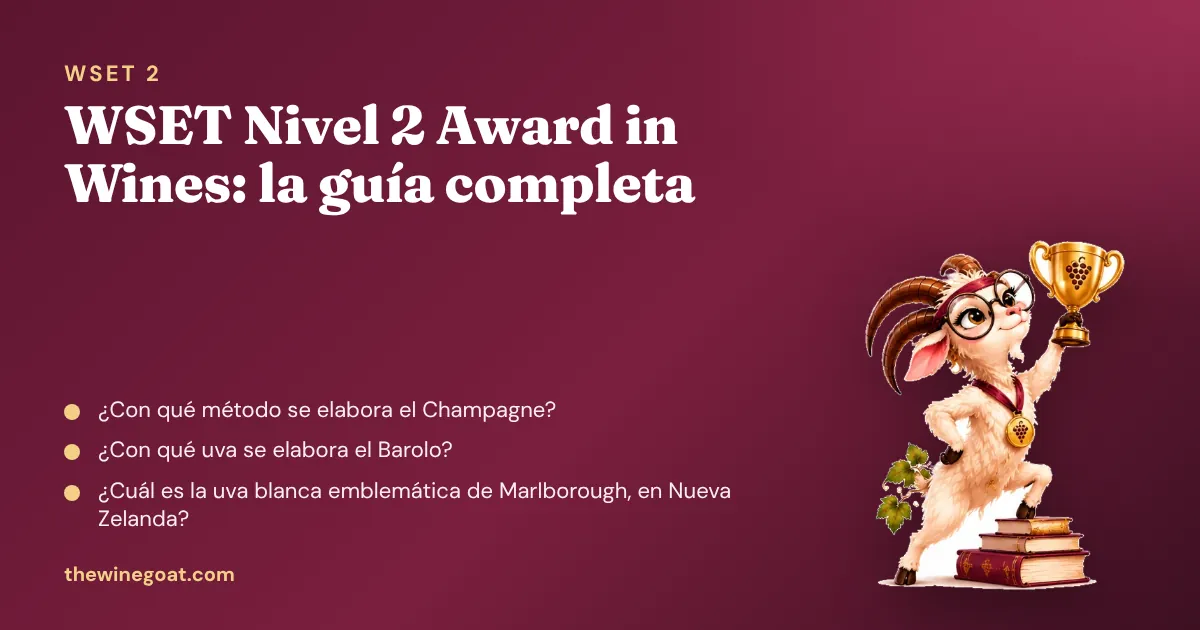 WSET 2
WSET Nivel 2 Award in
Wines: la guía completa
¿Con qué método se elabora el Champagne?
¿Con qué uva se elabora el Barolo?
¿Cuál es la uva blanca emblemática de Marlborough, en Nueva
Zelanda?
thewinegoat.com